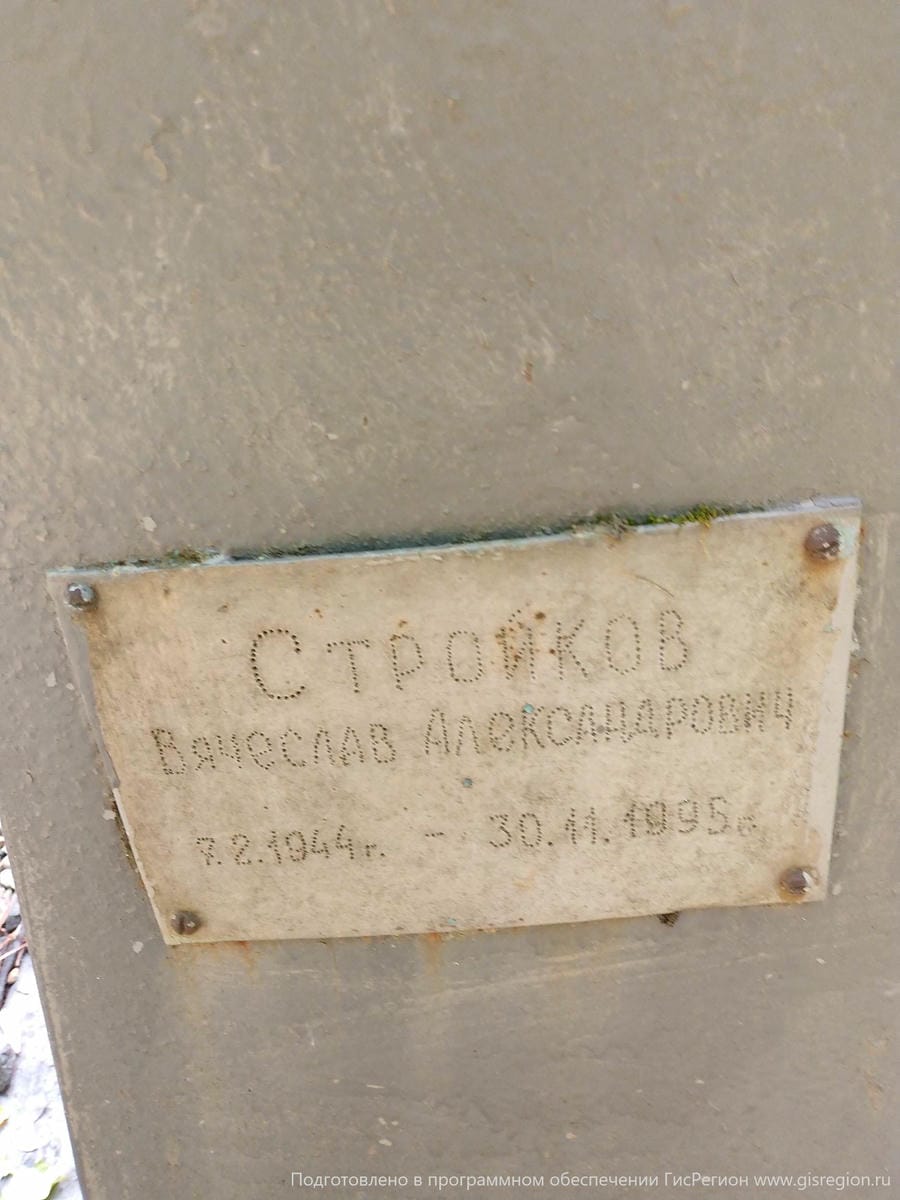 Стройков
Вячеслав Александрович
7.2.1944г. - 30.11.1995г.
Подготовлено в программном обеспечении ГисРегион www.gisregion.ru